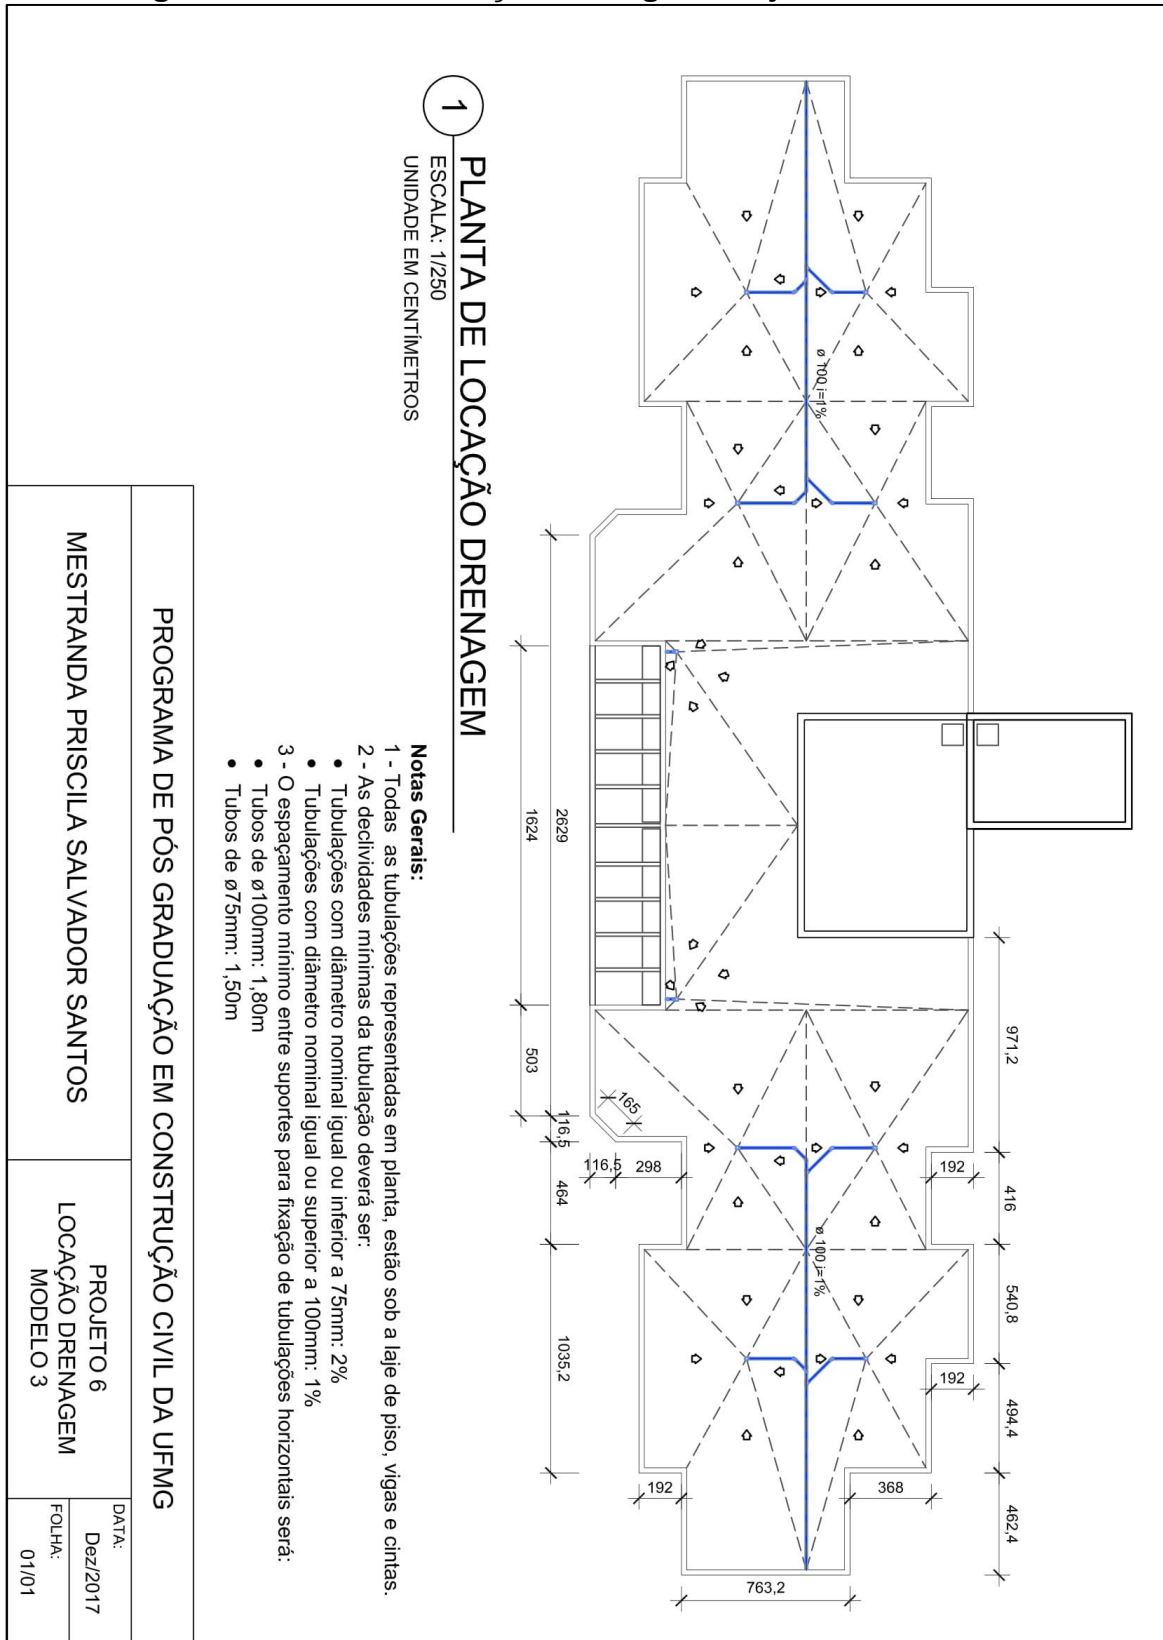 1
PLANTA DE LOCAÇÃO DRENAGEM
ESCALA: 1/250
UNIDADE EM CENTÍMETROS
ø 100 i=1%
ø 100 i=1%
971,2
416
540,8
494,4
462,4
192
192
368
763,2
192
298
116,5
165
2629
116,5
464
1035,2
1624
503
Notas Gerais:
1 - Todas as tubulações representadas em planta, estão sob a laje de piso, vigas e cintas.
2 - As declividades mínimas da tubulação deverá ser:
• Tubulações com diâmetro nominal igual ou inferior a 75mm: 2%
• Tubulações com diâmetro nominal igual ou superior a 100mm: 1%
3 - O espaçamento mínimo entre suportes para fixação de tubulações horizontais será:
• Tubos de ø100mm: 1,80m
• Tubos de ø75mm: 1,50m
PROGRAMA DE PÓS GRADUAÇÃO EM CONSTRUÇÃO CIVIL DA UFMG
MESTRANDA PRISCILA SALVADOR SANTOS
PROJETO 6
LOCAÇÃO DRENAGEM
MODELO 3
DATA:
Dez/2017
FOLHA:
01/01